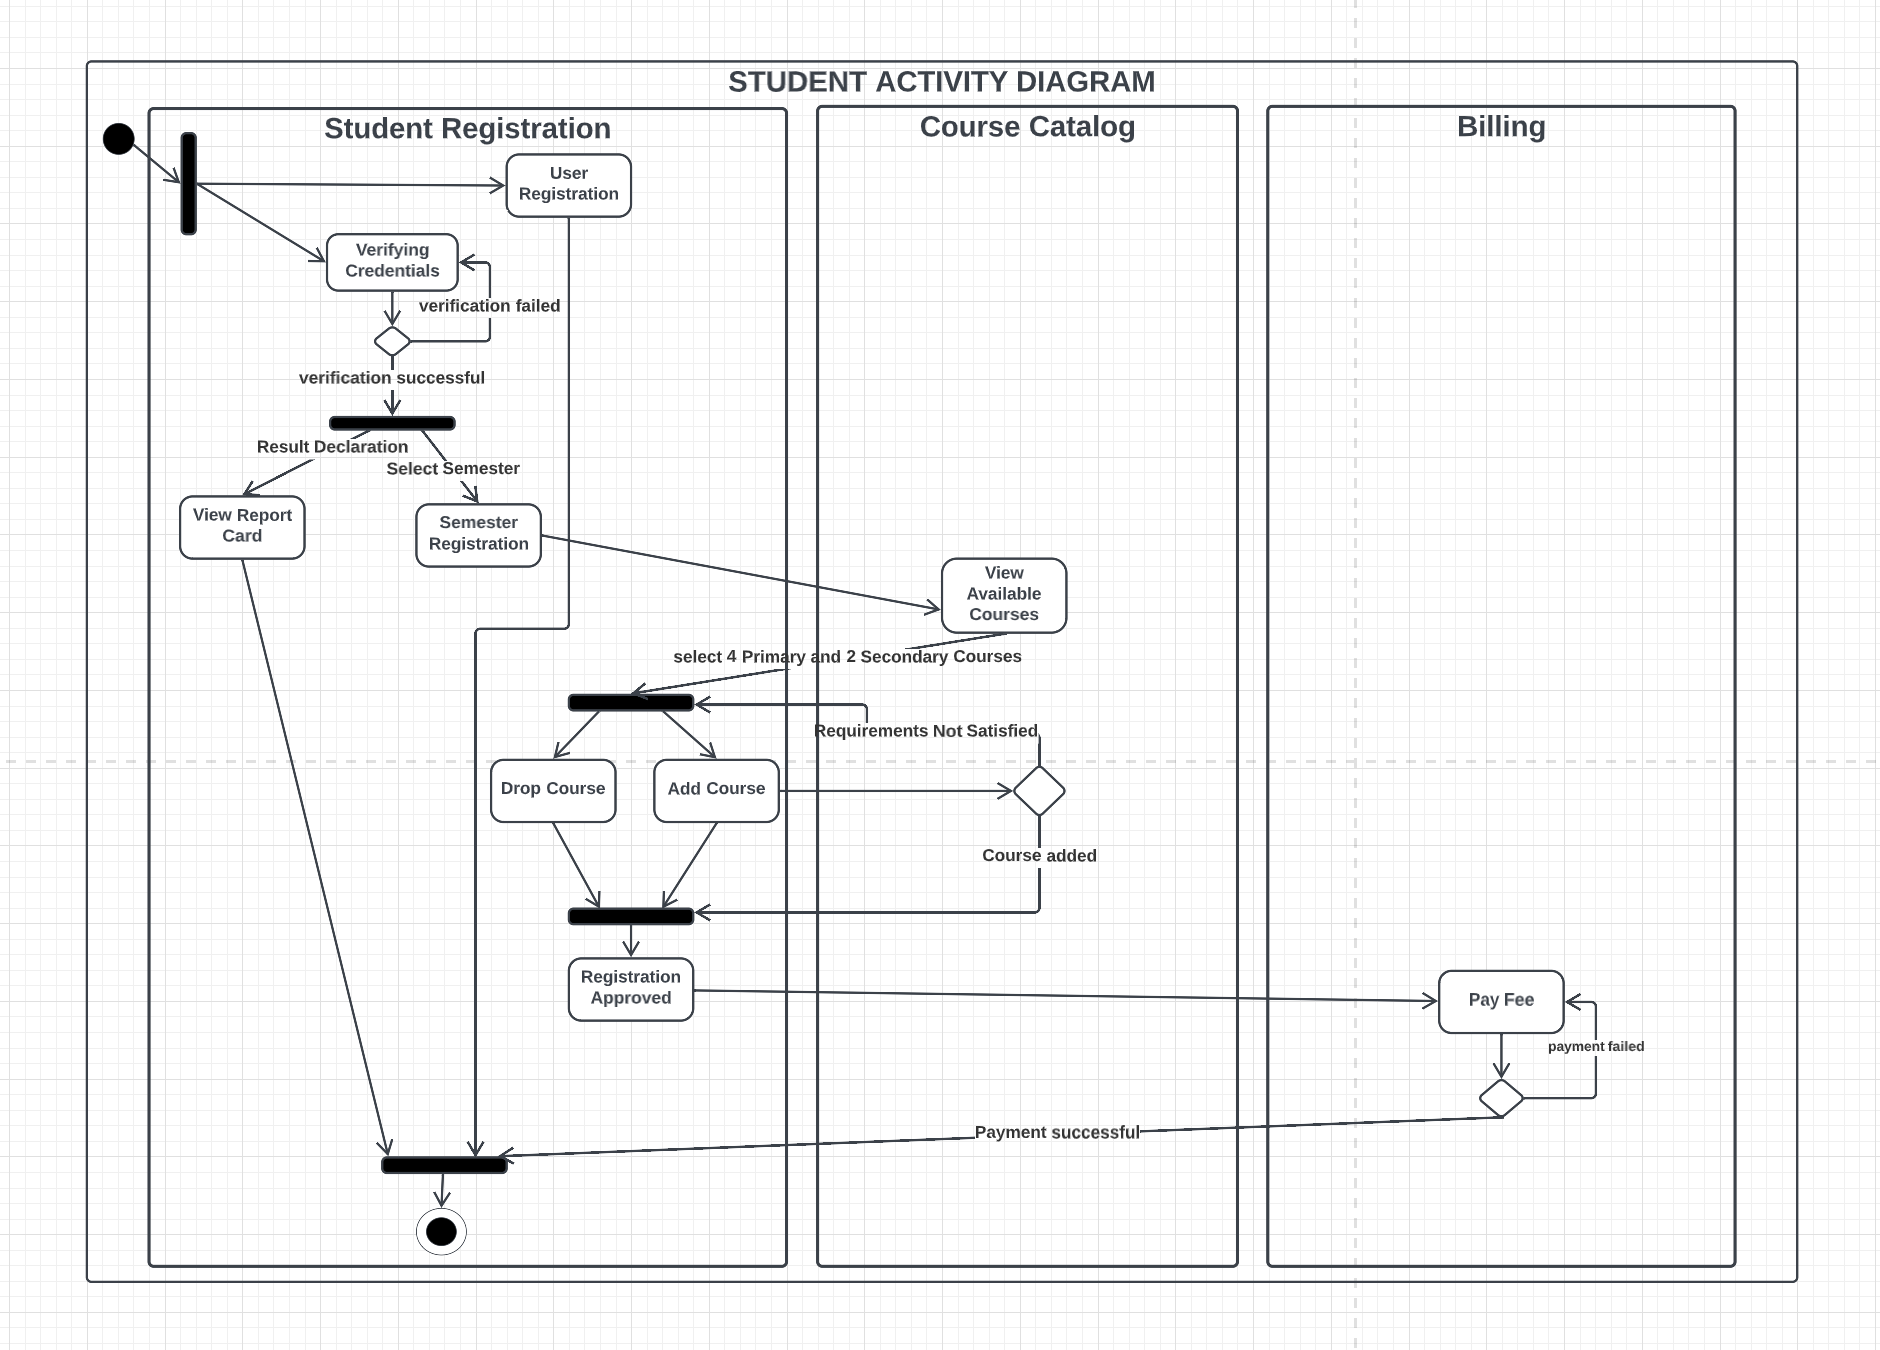 STUDENT ACTIVITY DIAGRAM
Student Registration
Course Catalog
Billing
User
Registration
Verifying
Credentials
verification failed
verification successful
Result Declaration
Select Semester
View Report
Card
Semester
Registration
View
Available
Courses
select 4 Primary and 2 Secondary Courses
Requirements Not Satisfied
Drop Course
Add Course
Course added
Registration
Approved
Pay Fee
payment failed
Payment successful